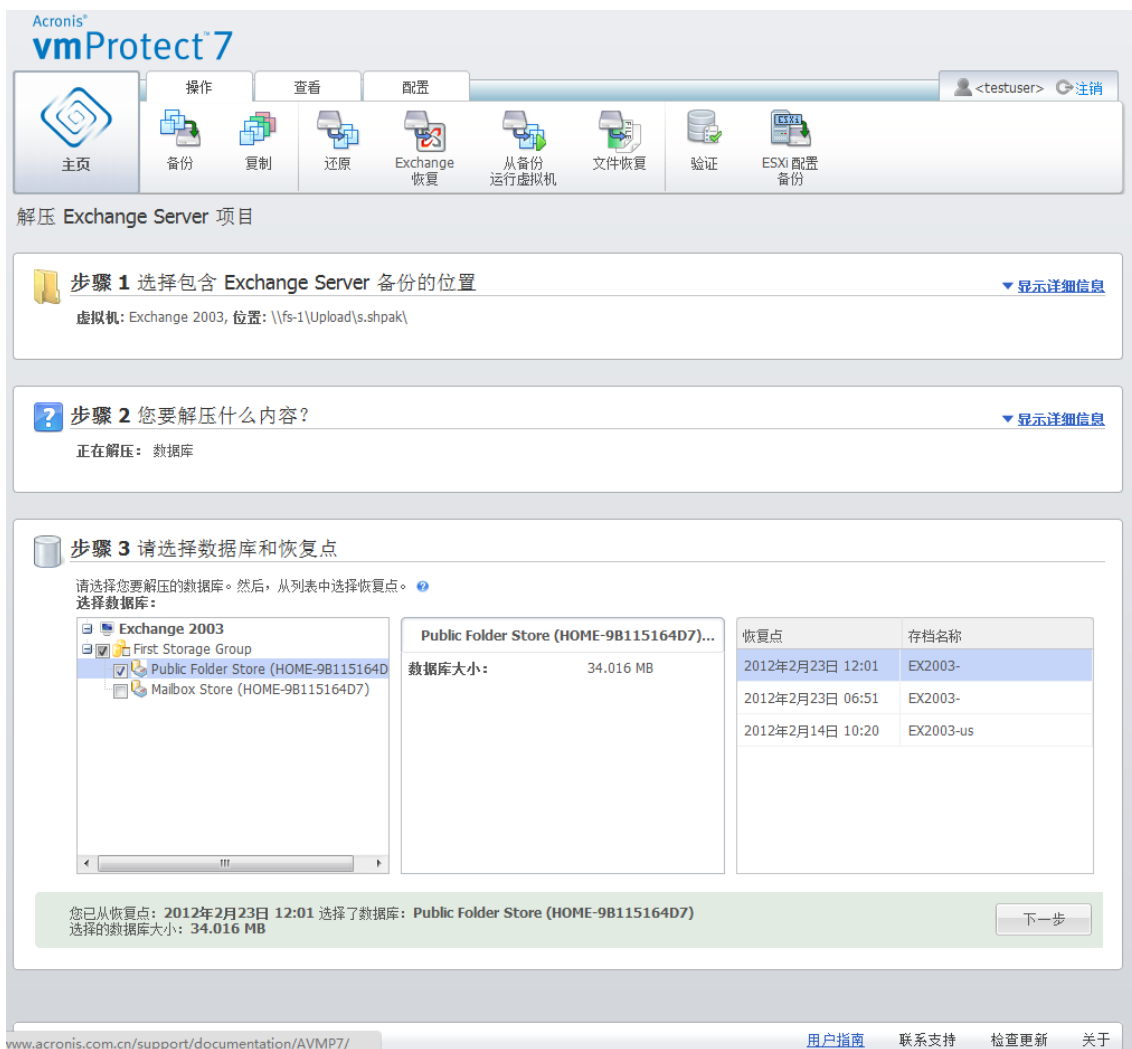 Acronis®
vmProtect™ 7
操作
查看
配置
<testuser>
注销
主页
备份
复制
还原
Exchange
恢复
从备份
运行虚拟机
文件恢复
验证
ESXi 配置
备份
解压 Exchange Server 项目
步骤 1 选择包含 Exchange Server 备份的位置
显示详细信息
虚拟机: Exchange 2003, 位置: \\fs-1\Upload\s.shpak\
步骤 2 您要解压什么内容？
显示详细信息
正在解压： 数据库
步骤 3 请选择数据库和恢复点
请选择您要解压的数据库。然后，从列表中选择恢复点。
选择数据库：
Exchange 2003
First Storage Group
Public Folder Store (HOME-9B115164D
Mailbox Store (HOME-9B115164D7)
Public Folder Store (HOME-9B115164D7)...
数据库大小： 34.016 MB
恢复点 存档名称
2012年2月23日 12:01 EX2003-
2012年2月23日 06:51 EX2003-
2012年2月14日 10:20 EX2003-us
您已从恢复点：2012年2月23日 12:01 选择了数据库：Public Folder Store (HOME-9B115164D7)
选择的数据库大小：34.016 MB
下一步
www.acronis.com.cn/support/documentation/AVMP7/
用户指南 联系支持 检查更新 关于